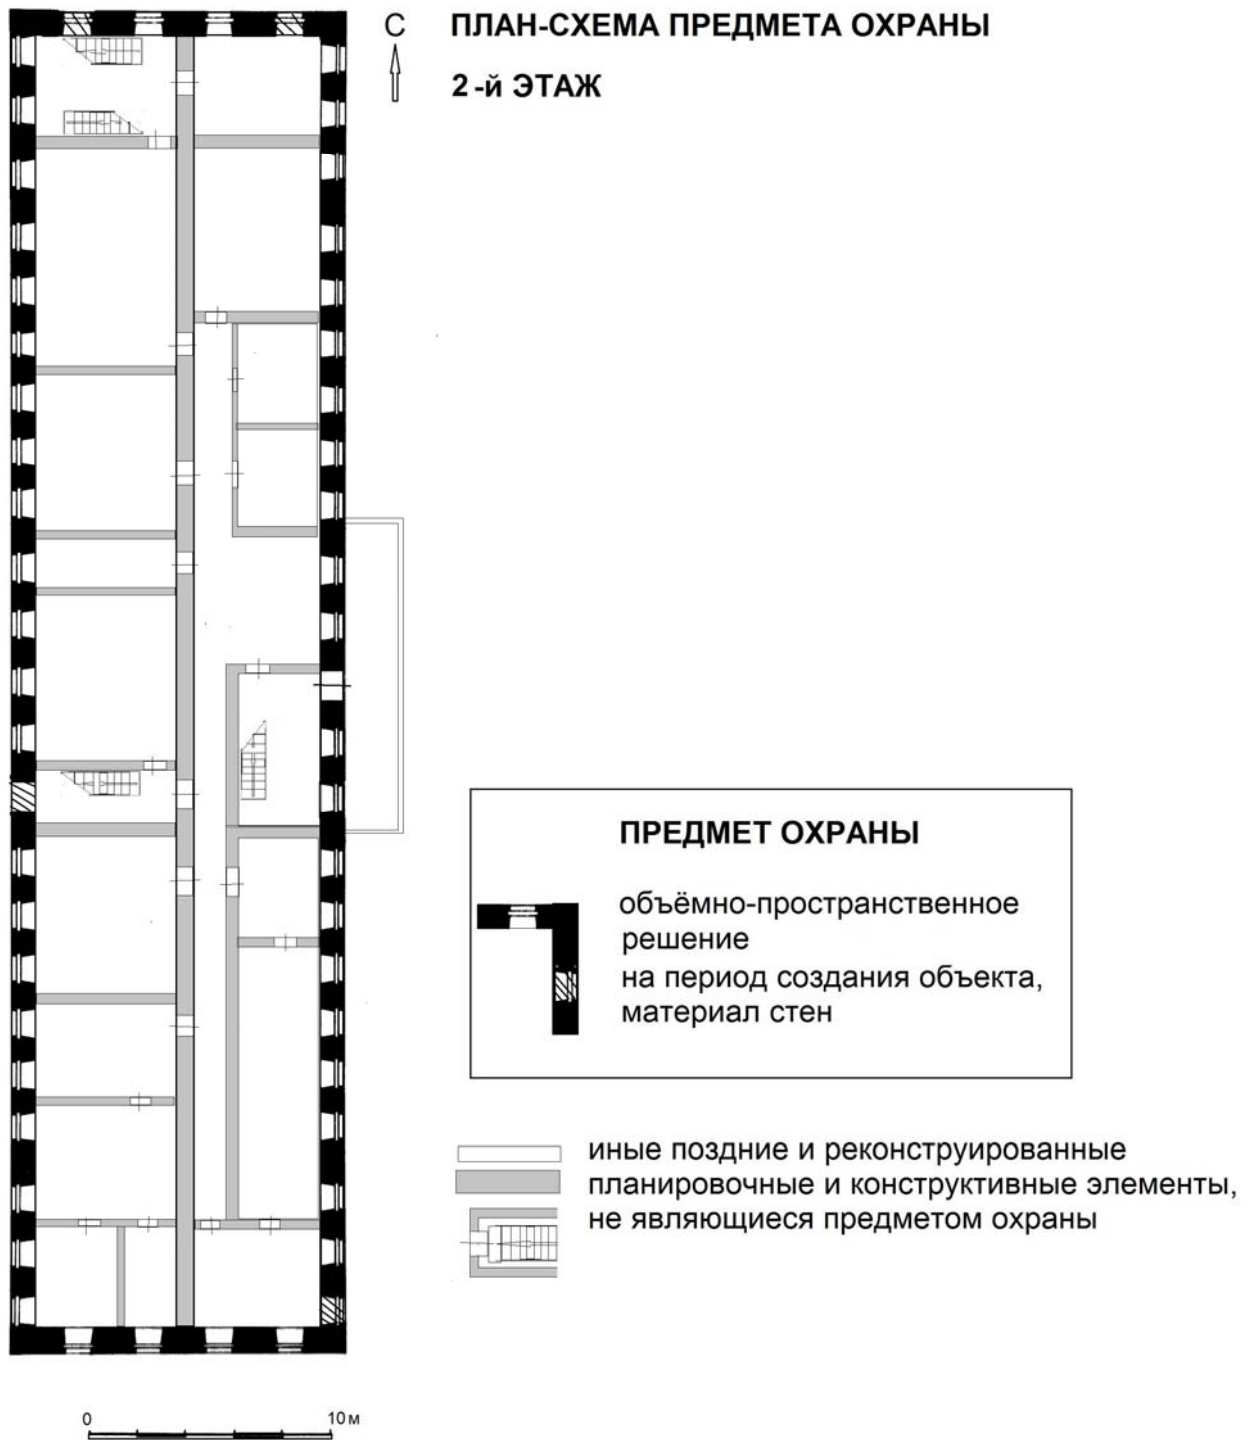 С
ПЛАН-СХЕМА ПРЕДМЕТА ОХРАНЫ
2-й ЭТАЖ
ПРЕДМЕТ ОХРАНЫ
объёмно-пространственное
решение
на период создания объекта,
материал стен
иные поздние и реконструированные
планировочные и конструктивные элементы,
не являющиеся предметом охраны
0 10 м